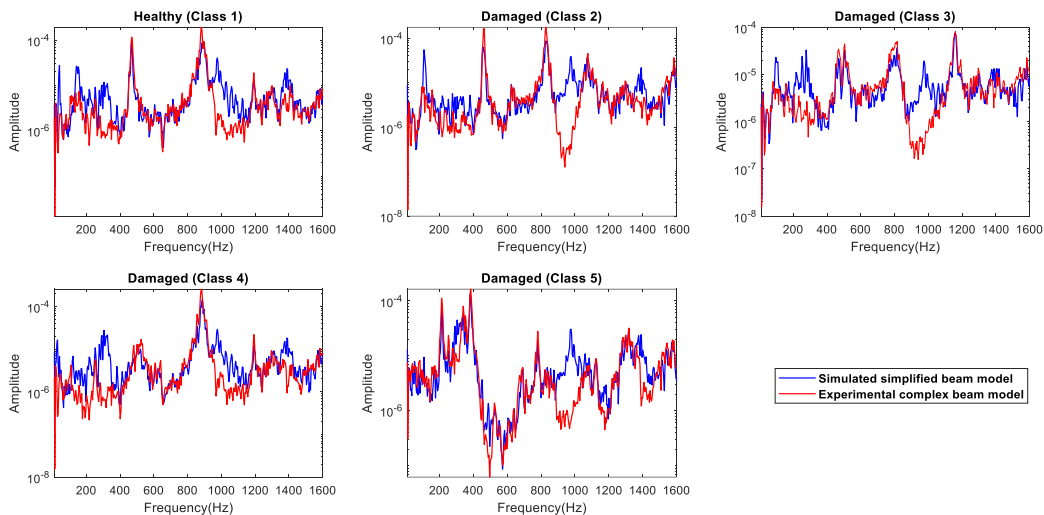 Healthy (Class 1)
Damaged (Class 2)
Damaged (Class 3)
10^-4
10^-6
Amplitude
200 400 600 800 1000 1200 1400 1600
Frequency(Hz)
10^-4
10^-6
10^-8
Amplitude
200 400 600 800 1000 1200 1400 1600
Frequency(Hz)
10^-4
10^-5
10^-6
10^-7
10^-8
Amplitude
200 400 600 800 1000 1200 1400 1600
Frequency(Hz)
Damaged (Class 4)
Damaged (Class 5)
10^-4
10^-6
10^-8
Amplitude
200 400 600 800 1000 1200 1400 1600
Frequency(Hz)
10^-4
10^-6
Amplitude
200 400 600 800 1000 1200 1400 1600
Frequency(Hz)
Simulated simplified beam model
Experimental complex beam model